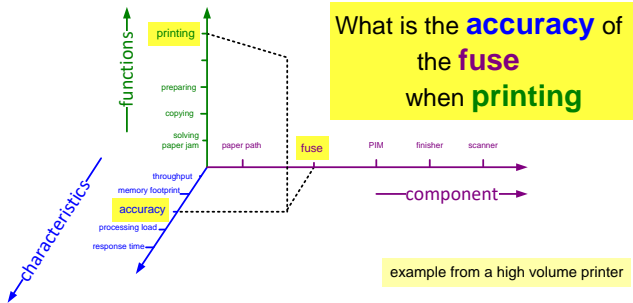 What is the accuracy of
the fuse
when printing
functions
printing
preparing
copying
solving
paper jam
paper path
fuse
PIM
finisher
scanner
component
throughput
memory footprint
accuracy
processing load
response time
characteristics
example from a high volume printer